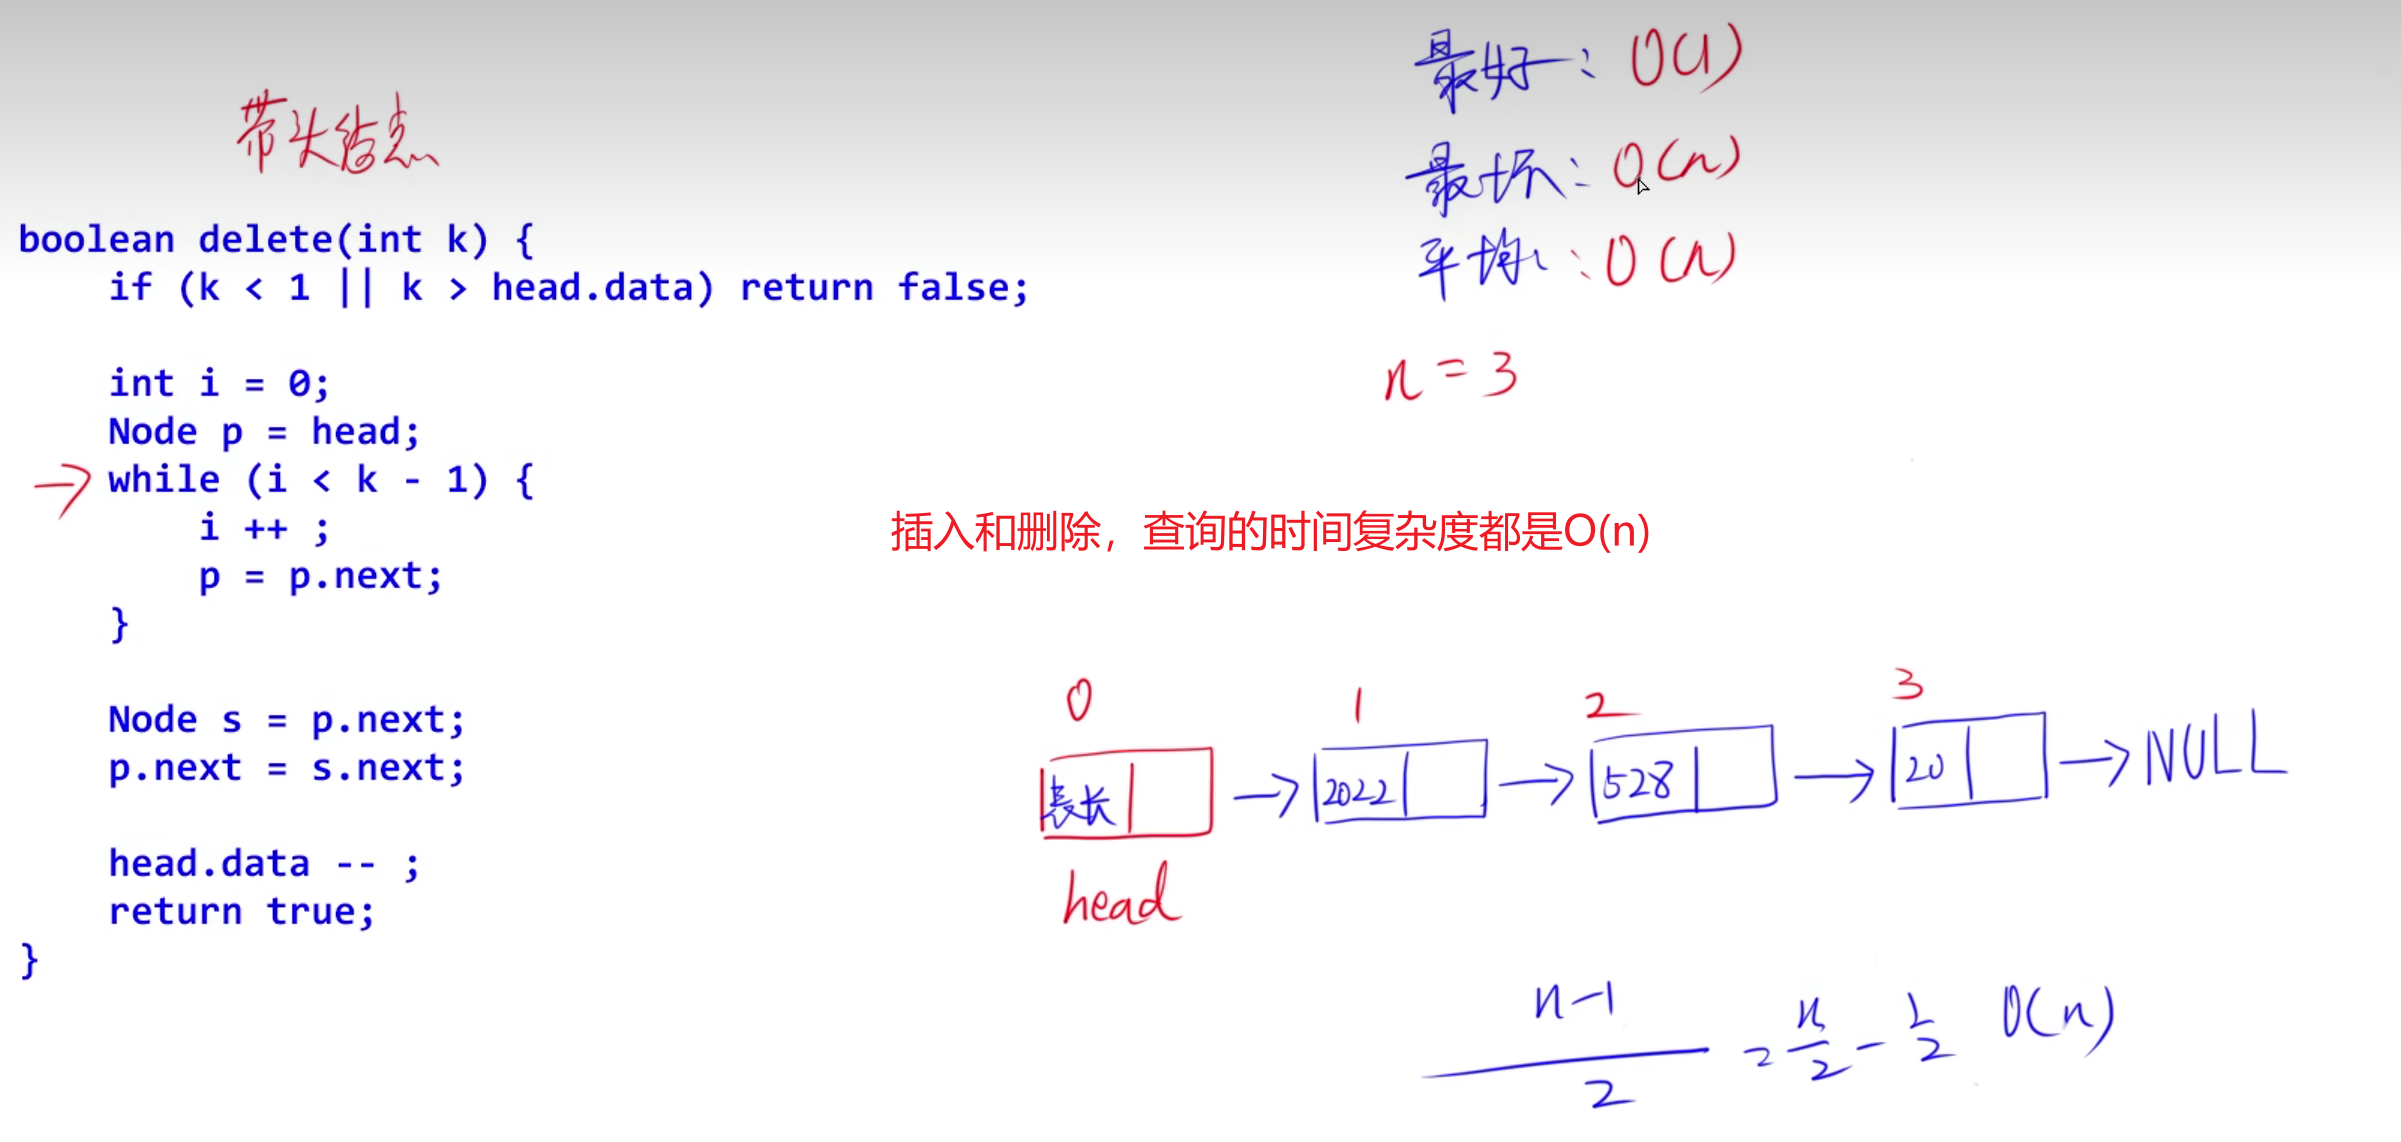 带头结点
boolean delete(int k) {
    if (k < 1 || k > head.data) return false;
    int i = 0;
    Node p = head;
→ while (i < k - 1) {
        i ++ ;
        p = p.next;
    }
    Node s = p.next;
    p.next = s.next;
    head.data -- ;
    return true;
}
最好: O(1)
最坏: O(n)
平均: O(n)
n = 3
插入和删除，查询的时间复杂度都是O(n)
0 1 2 3
表长 → 2022 → 528 → 20 → NULL
head
n-1
— = n/2 - 1/2 O(n)
2